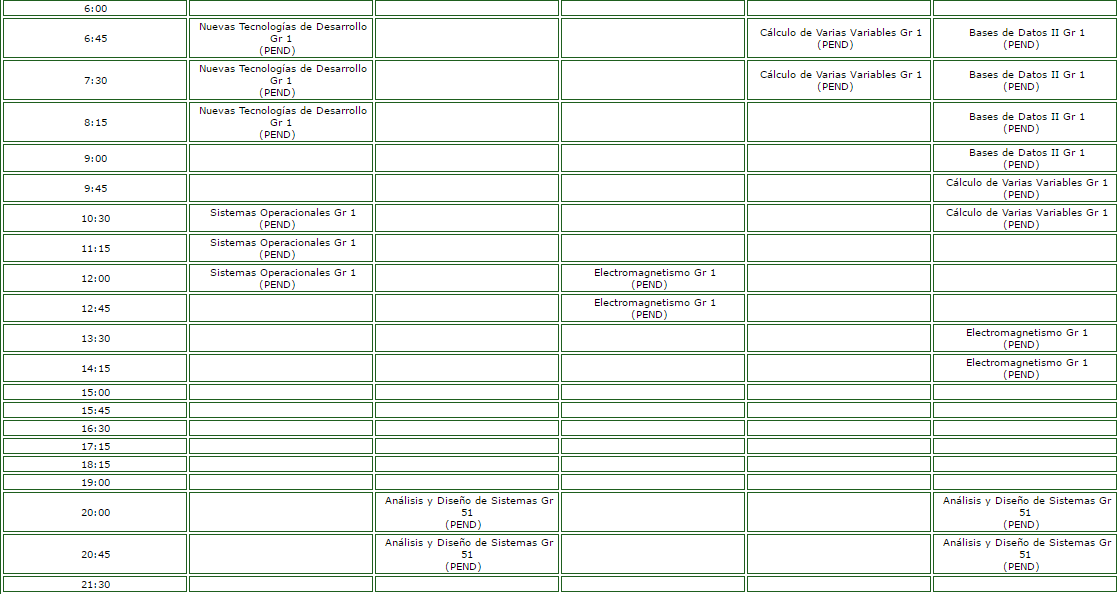 6:00
6:45
Nuevas Tecnologías de Desarrollo
Gr 1
(PEND)
Cálculo de Varias Variables Gr 1
(PEND)
Bases de Datos II Gr 1
(PEND)
7:30
Nuevas Tecnologías de Desarrollo
Gr 1
(PEND)
Cálculo de Varias Variables Gr 1
(PEND)
Bases de Datos II Gr 1
(PEND)
8:15
Nuevas Tecnologías de Desarrollo
Gr 1
(PEND)
Bases de Datos II Gr 1
(PEND)
9:00
Bases de Datos II Gr 1
(PEND)
9:45
Cálculo de Varias Variables Gr 1
(PEND)
10:30
Sistemas Operacionales Gr 1
(PEND)
Cálculo de Varias Variables Gr 1
(PEND)
11:15
Sistemas Operacionales Gr 1
(PEND)
12:00
Sistemas Operacionales Gr 1
(PEND)
Electromagnetismo Gr 1
(PEND)
12:45
Electromagnetismo Gr 1
(PEND)
13:30
Electromagnetismo Gr 1
(PEND)
14:15
Electromagnetismo Gr 1
(PEND)
15:00
15:45
16:30
17:15
18:15
19:00
20:00
Análisis y Diseño de Sistemas Gr
51
(PEND)
Análisis y Diseño de Sistemas Gr
51
(PEND)
20:45
Análisis y Diseño de Sistemas Gr
51
(PEND)
Análisis y Diseño de Sistemas Gr
51
(PEND)
21:30